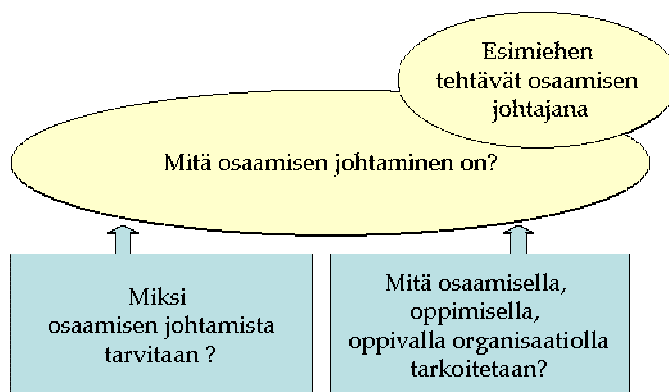 Esimiehen
tehtävät osaamisen
johtajana
Mitä osaamisen johtaminen on?
Miksi
osaamisen johtamista
tarvitaan ?
Mitä osaamisella,
oppimisella,
oppivalla organisaatiolla
tarkoitetaan?